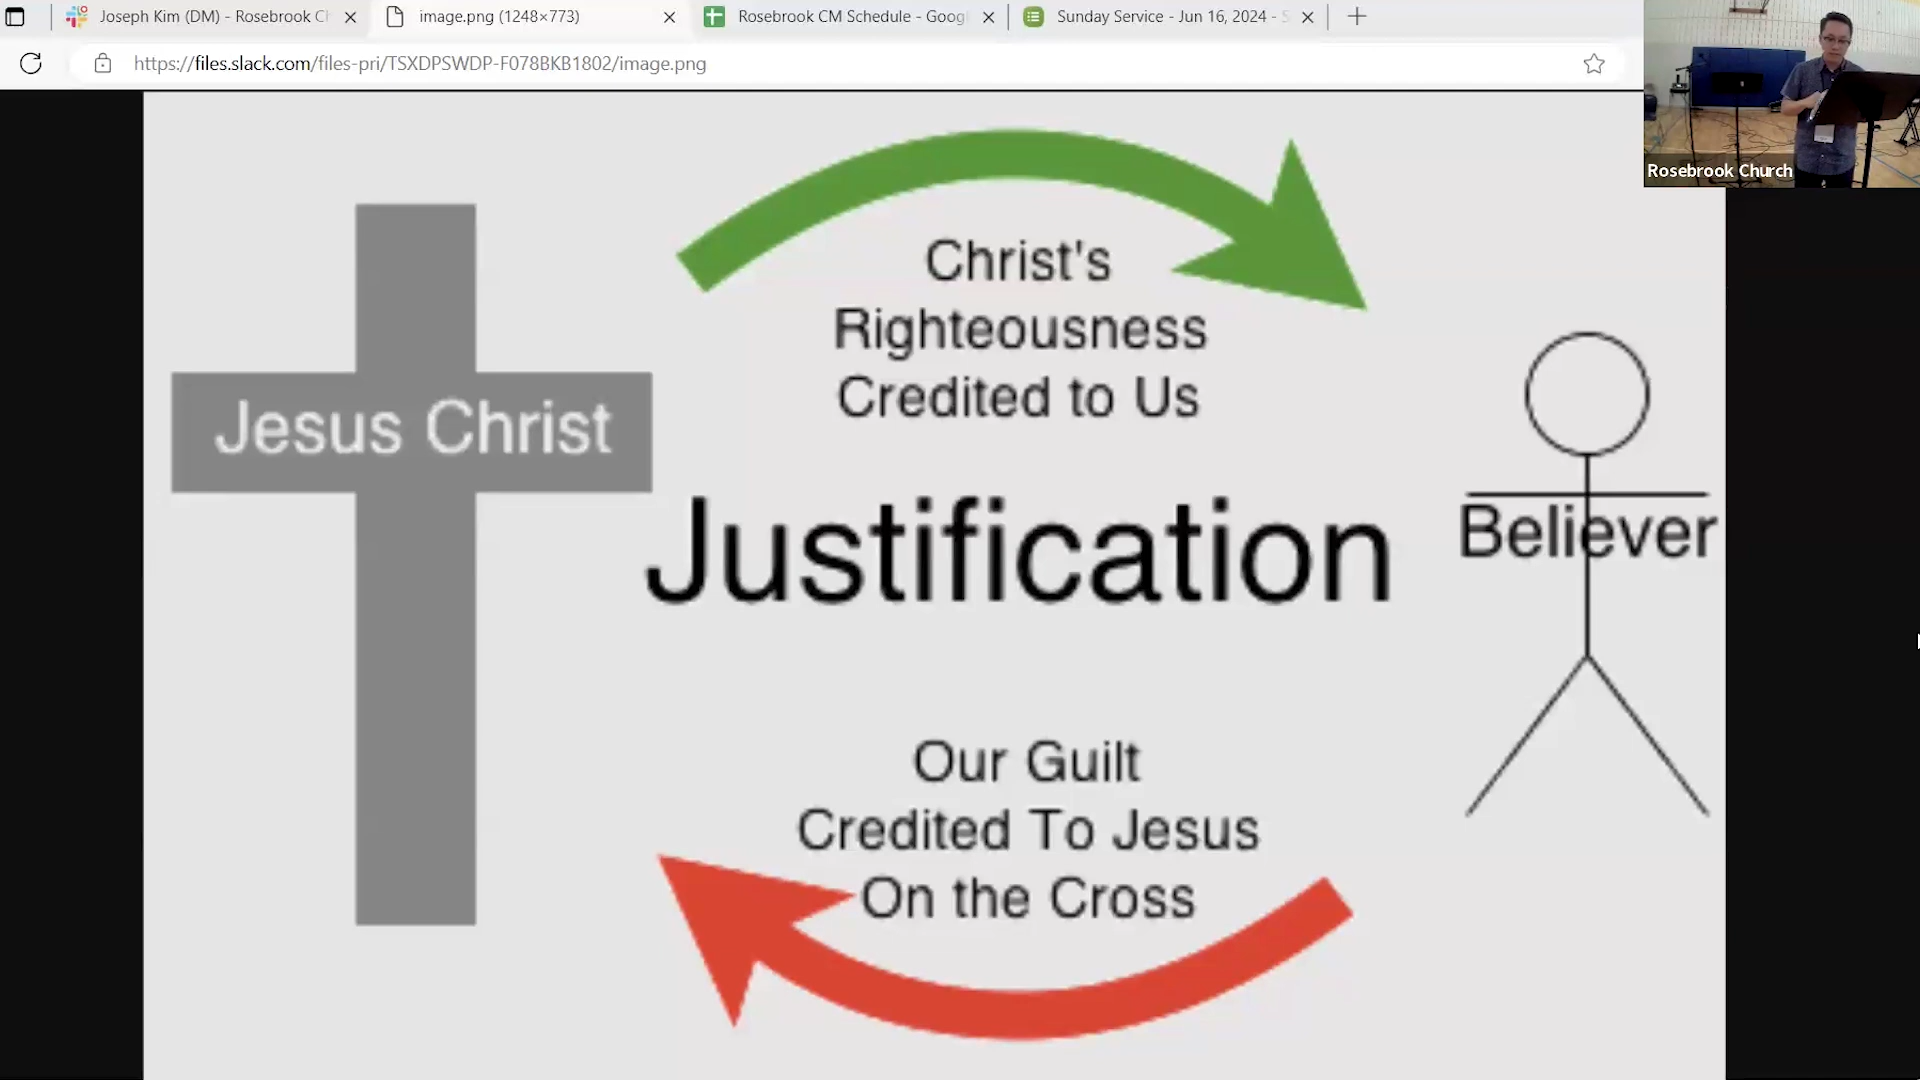 Joseph Kim (DM) - Rosebrook Ch
image.png (1248×773)
Rosebrook CM Schedule - Goog
Sunday Service - Jun 16, 2024 - S
https://files.slack.com/files-pri/TSXDPSWDP-F078BKB1802/image.png
Rosebrook Church
Christ's
Righteousness
Credited to Us
Jesus Christ
Justification
Believer
Our Guilt
Credited To Jesus
On the Cross